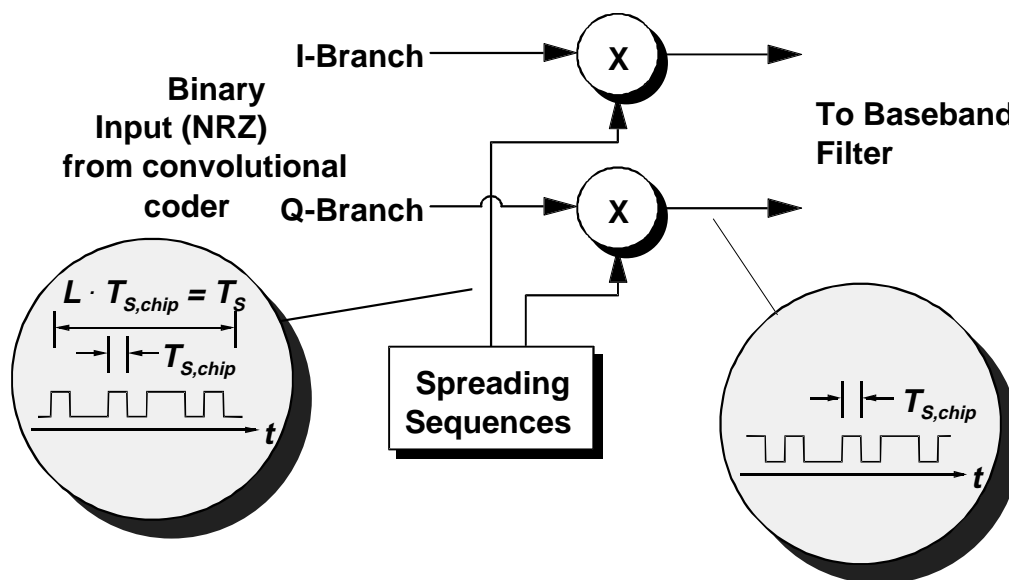 I-Branch
X
Binary
Input (NRZ)
from convolutional
coder
To Baseband
Filter
Q-Branch
X
L · T_S,chip = T_S
T_S,chip
t
Spreading
Sequences
T_S,chip
t